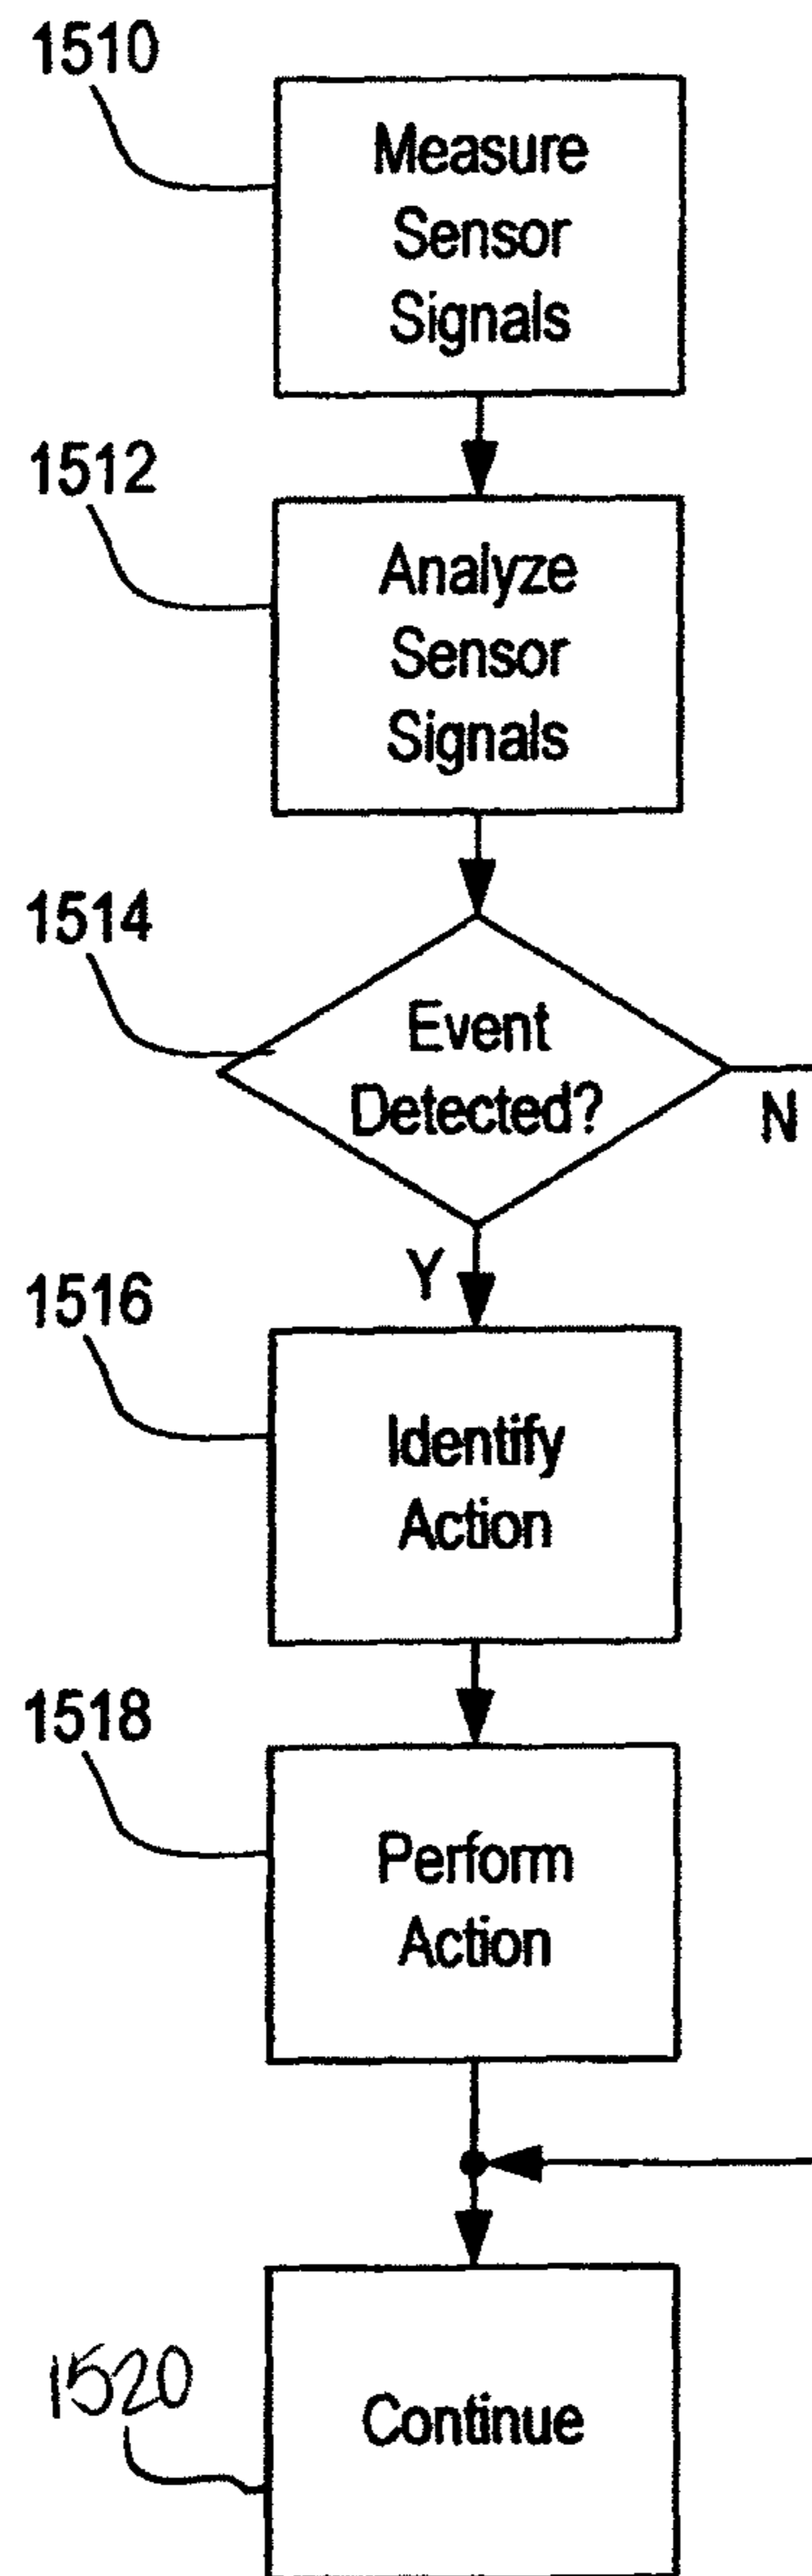 1510
Measure
Sensor
Signals
1512
Analyze
Sensor
Signals
1514
Event
Detected?
N
Y
1516
Identify
Action
1518
Perform
Action
1520
Continue